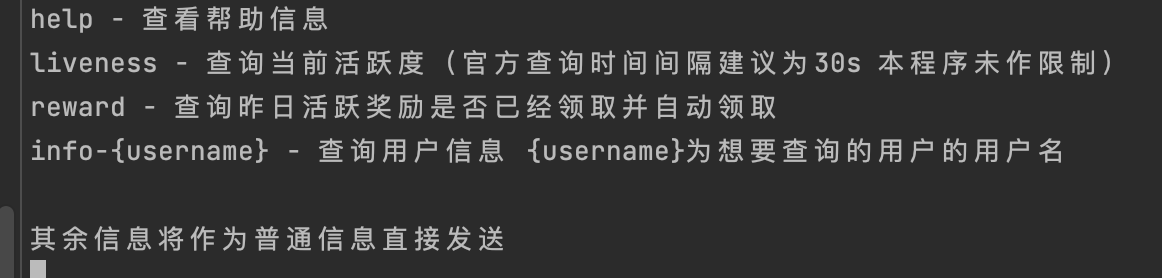 help - 查看帮助信息
liveness - 查询当前活跃度（官方查询时间间隔建议为30s 本程序未作限制）
reward - 查询昨日活跃奖励是否已经领取并自动领取
info-{username} - 查询用户信息 {username}为想要查询的用户的用户名
其余信息将作为普通信息直接发送